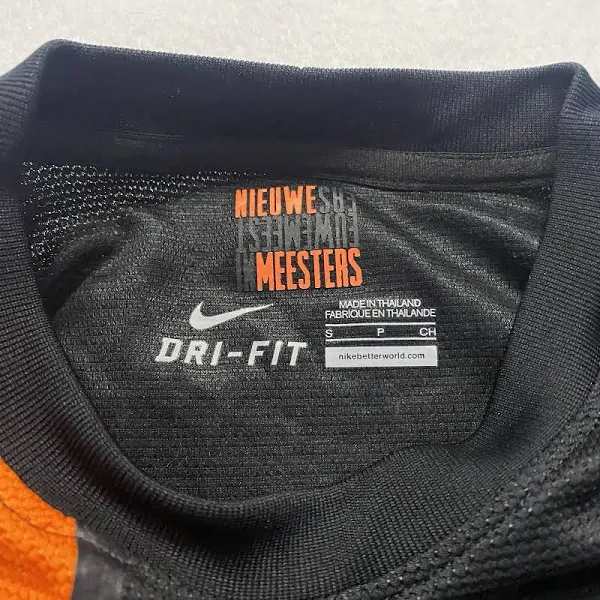 NIEUWE
MEESTERS
DRI-FIT
MADE IN THAILAND
FABRIQUE EN THAILANDE
S P CH
nikebetterworld.com